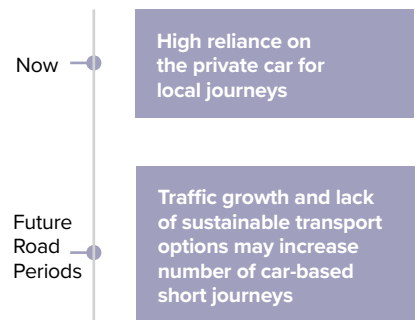 Now
High reliance on
the private car for
local journeys
Future
Road
Periods
Traffic growth and lack
of sustainable transport
options may increase
number of car-based
short journeys